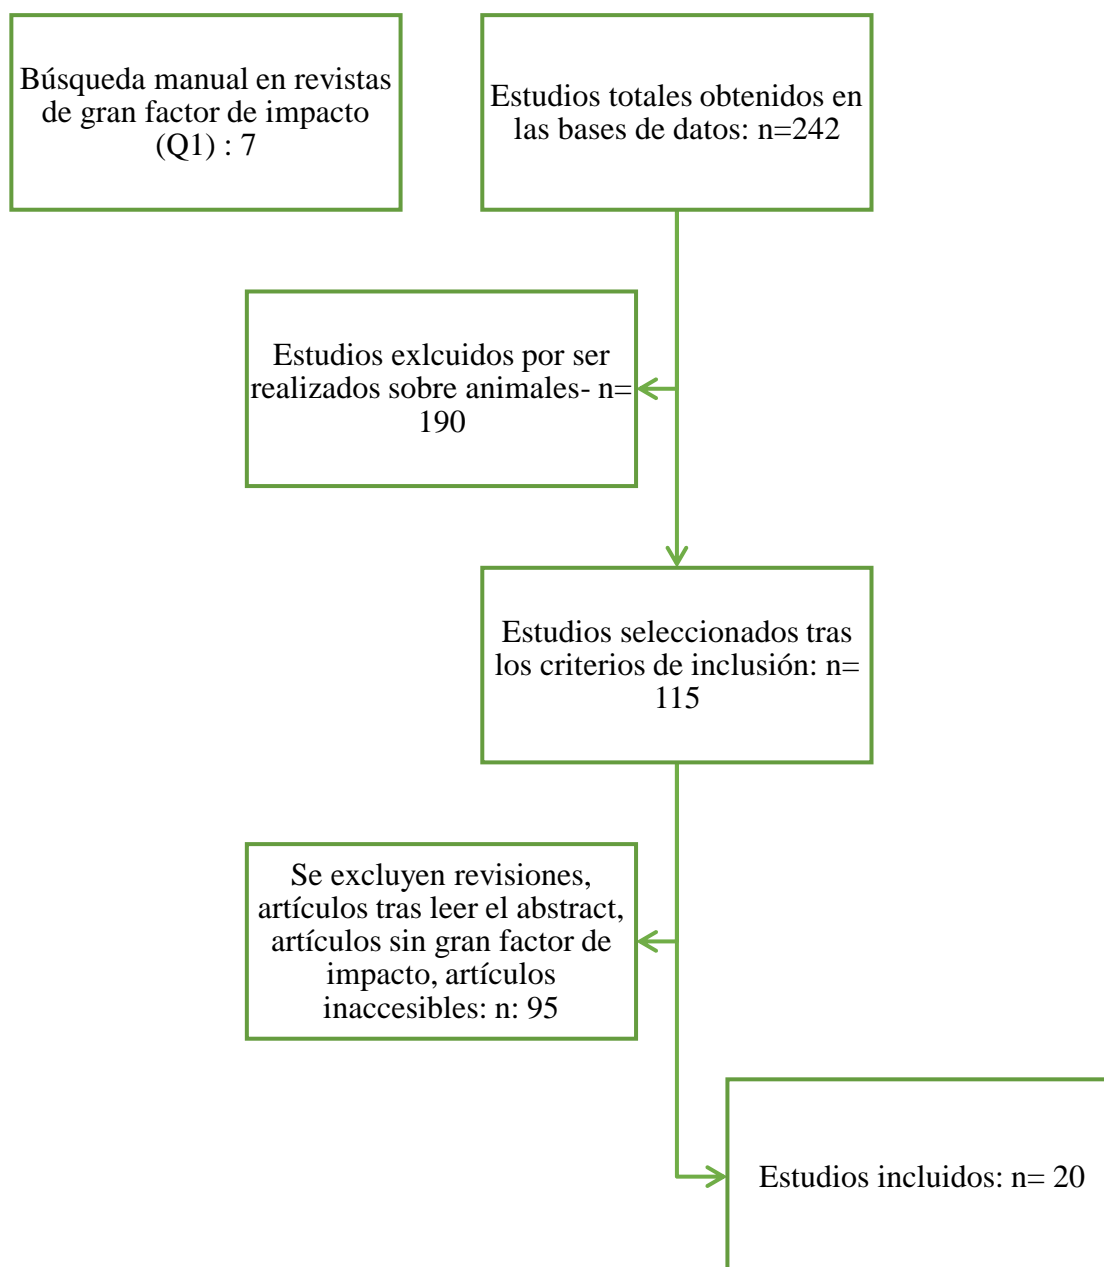 Búsqueda manual en revistas
de gran factor de impacto
(Q1) : 7
Estudios totales obtenidos en
las bases de datos: n=242
Estudios exlcuidos por ser
realizados sobre animales- n=
190
Estudios seleccionados tras
los criterios de inclusión: n=
115
Se excluyen revisiones,
artículos tras leer el abstract,
artículos sin gran factor de
impacto, artículos
inaccesibles: n: 95
Estudios incluidos: n= 20